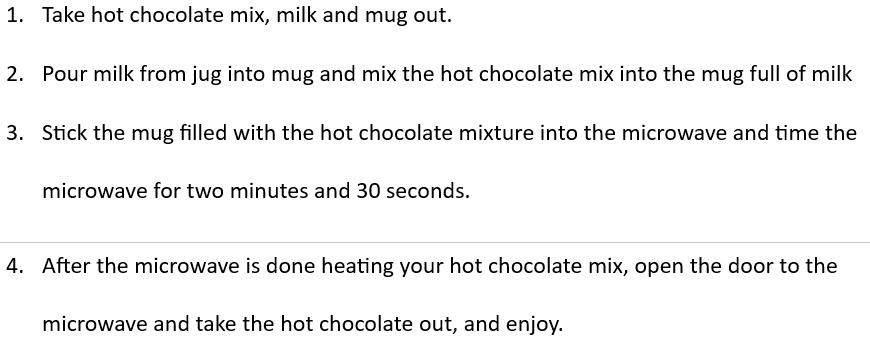 1. Take hot chocolate mix, milk and mug out.
2. Pour milk from jug into mug and mix the hot chocolate mix into the mug full of milk
3. Stick the mug filled with the hot chocolate mixture into the microwave and time the
microwave for two minutes and 30 seconds.
4. After the microwave is done heating your hot chocolate mix, open the door to the
microwave and take the hot chocolate out, and enjoy.